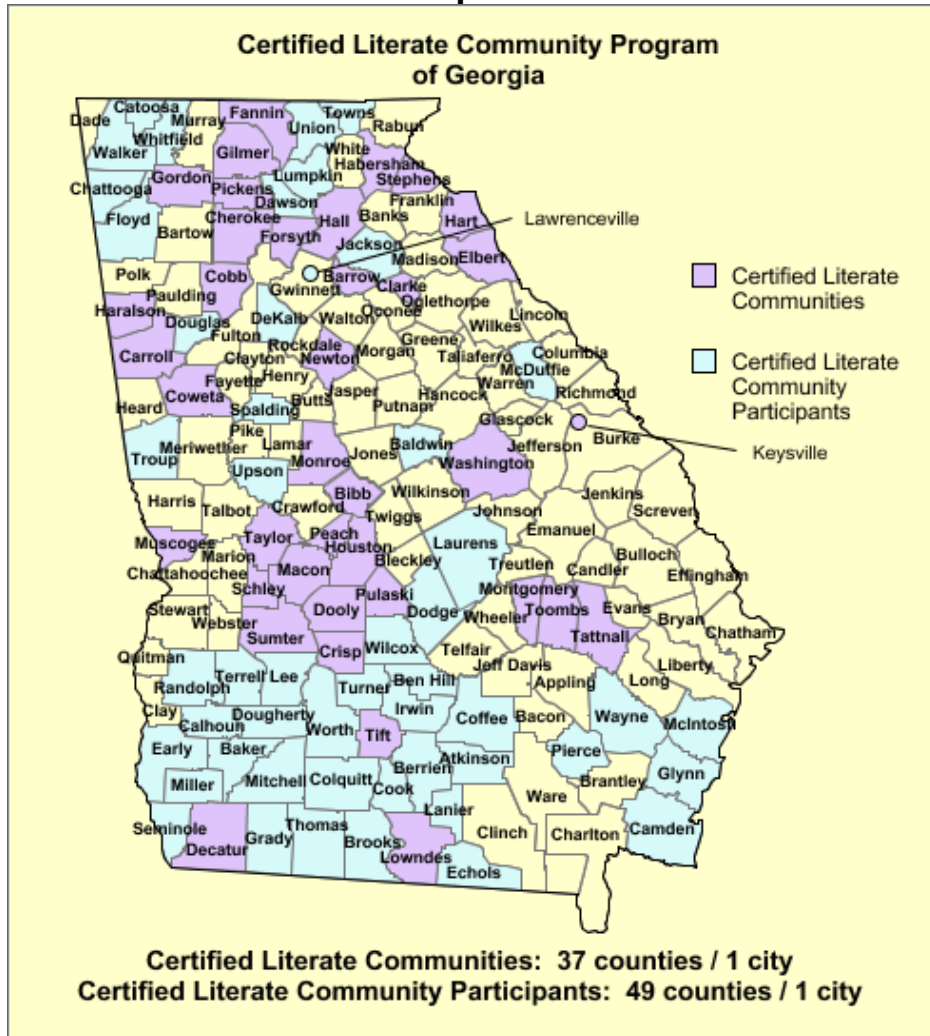 Certified Literate Community Program
of Georgia
Catoosa
Fannin
Towns
Dade
Murray
Union
Rabun
Whitfield
White
Walker
Gilmer
Habersham
Lumpkin
Stephens
Gordon
Chattooga
Pickens
Dawson
Franklin
Floyd
Cherokee
Hall
Banks
Hart
Lawrenceville
Bartow
Forsyth
Jackson
Madison
Elbert
Polk
Cobb
Barrow
Certified Literate
Communities
Paulding
Gwinnett
Clarke
Haralson
Oglethorpe
Douglas
DeKalb
Walton
Oconee
Lincoln
Fulton
Wilkes
Rockdale
Greene
Carroll
Clayton
Newton
Morgan
Taliaferro
Columbia
McDuffie
Certified Literate
Community
Participants
Fayette
Henry
Warren
Coweta
Jasper
Hancock
Richmond
Heard
Spalding
Butts
Putnam
Glascock
Pike
Lamar
Burke
Meriwether
Baldwin
Jefferson
Troup
Monroe
Jones
Washington
Keysville
Upson
Bibb
Wilkinson
Jenkins
Harris
Talbot
Crawford
Twiggs
Johnson
Screven
Emanuel
Peach
Muscogee
Taylor
Houston
Laurens
Bulloch
Marion
Bleckley
Treutlen
Candler
Chattahoochee
Macon
Effingham
Schley
Pulaski
Montgomery
Stewart
Dooly
Dodge
Toombs
Evans
Webster
Wheeler
Bryan
Sumter
Tattnall
Chatham
Crisp
Wilcox
Telfair
Quitman
Jeff Davis
Liberty
Terrell
Lee
Ben Hill
Long
Randolph
Turner
Appling
Clay
Irwin
Dougherty
Coffee
Bacon
Wayne
McIntosh
Calhoun
Worth
Tift
Early
Baker
Pierce
Atkinson
Berrien
Glynn
Miller
Mitchell
Colquitt
Cook
Brantley
Ware
Lanier
Seminole
Thomas
Clinch
Charlton
Camden
Grady
Brooks
Decatur
Lowndes
Echols
Certified Literate Communities: 37 counties / 1 city
Certified Literate Community Participants: 49 counties / 1 city